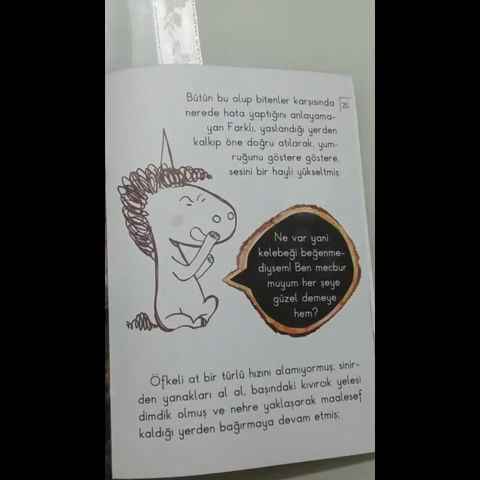 25
Bütün bu olup bitenler karşısında
nerede hata yaptığını anlayama-
yan Farklı, yaslandığı yerden
kalkıp öne doğru atılarak, yum-
ruğunu göstere göstere,
sesini bir hayli yükseltmiş:
Ne var yani
kelebeği beğenme-
diysem! Ben mecbur
muyum her şeye
güzel demeye
hem?
Öfkeli at bir türlü hızını alamıyormuş; sinir-
den yanakları al al, başındaki kıvırcık yelesi
dimdik olmuş ve nehre yaklaşarak maalesef
kaldığı yerden bağırmaya devam etmiş;